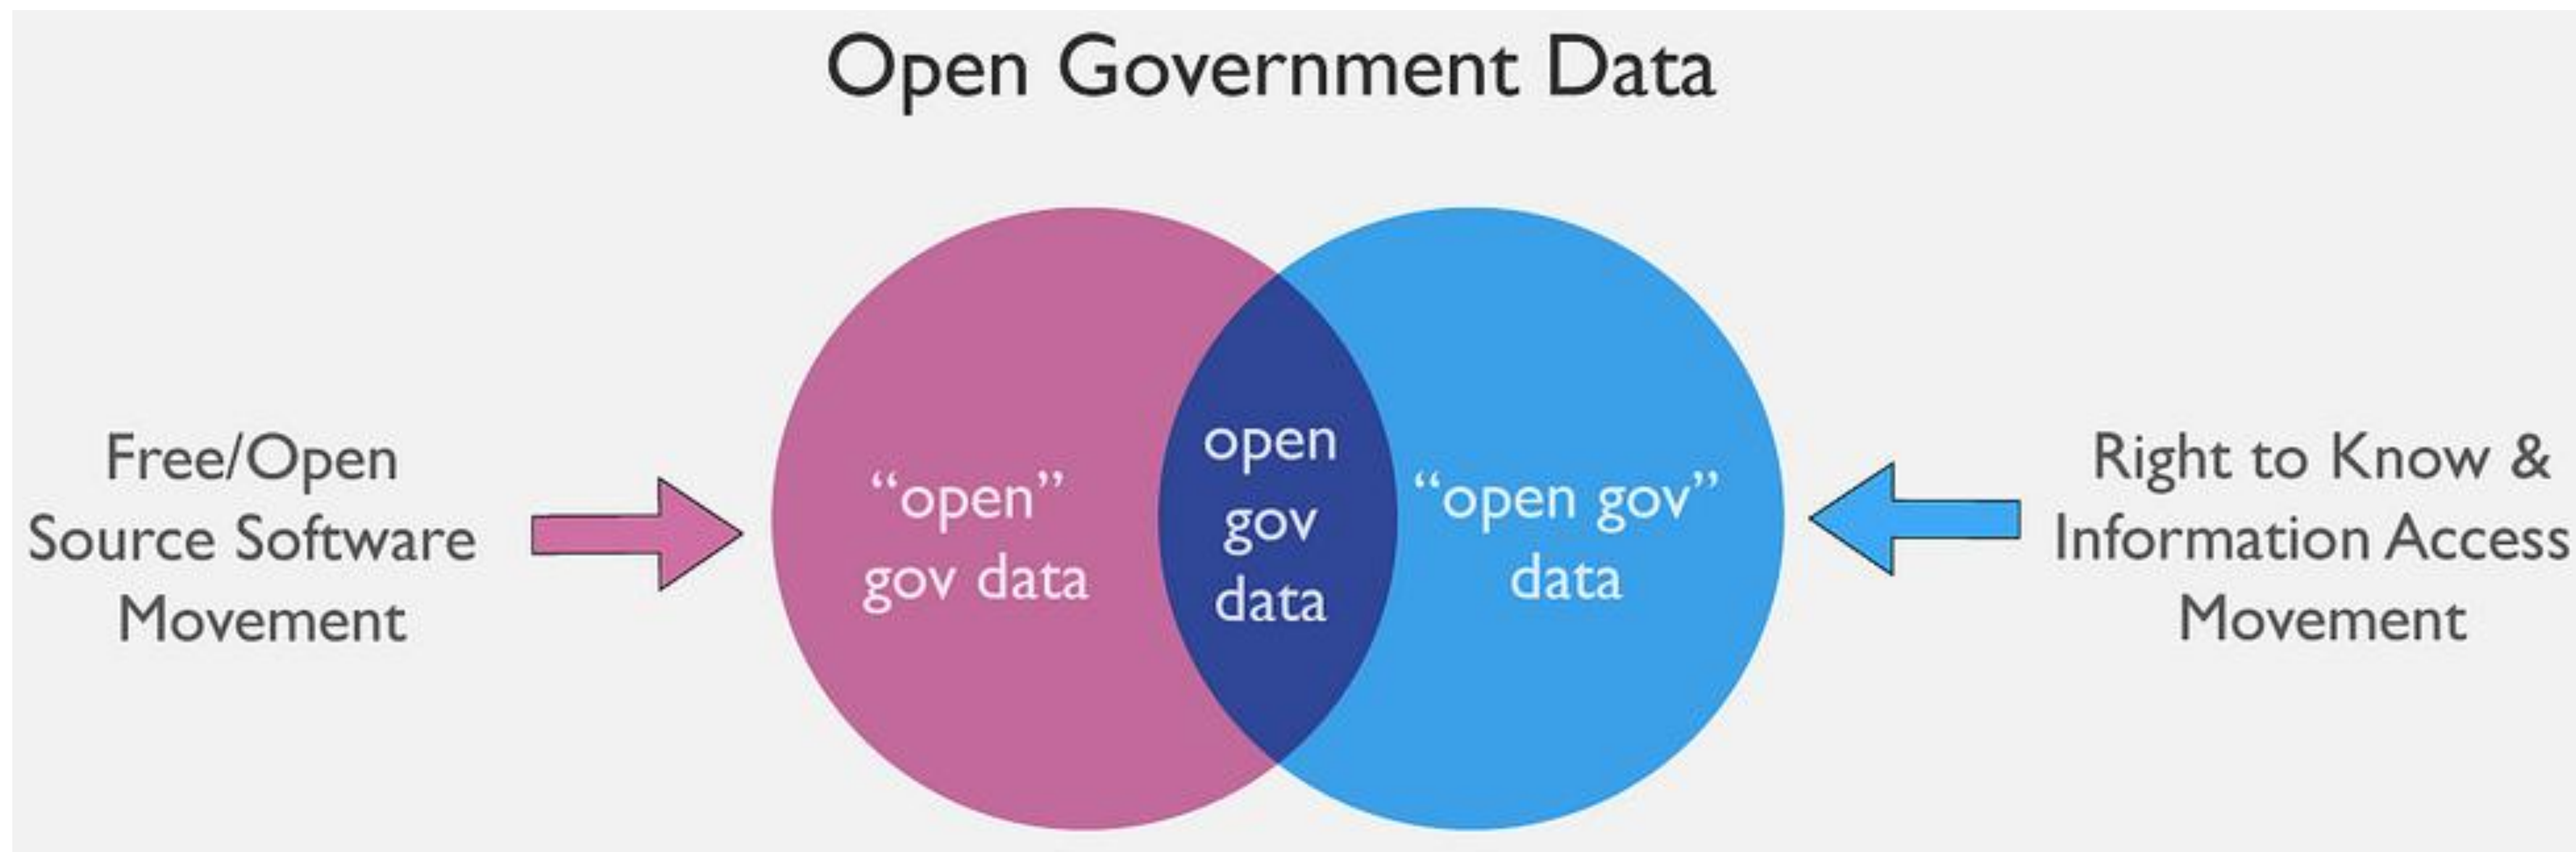 Open Government Data
Free/Open
Source Software
Movement
“open”
gov data
open
gov
data
“open gov”
data
Right to Know &
Information Access
Movement